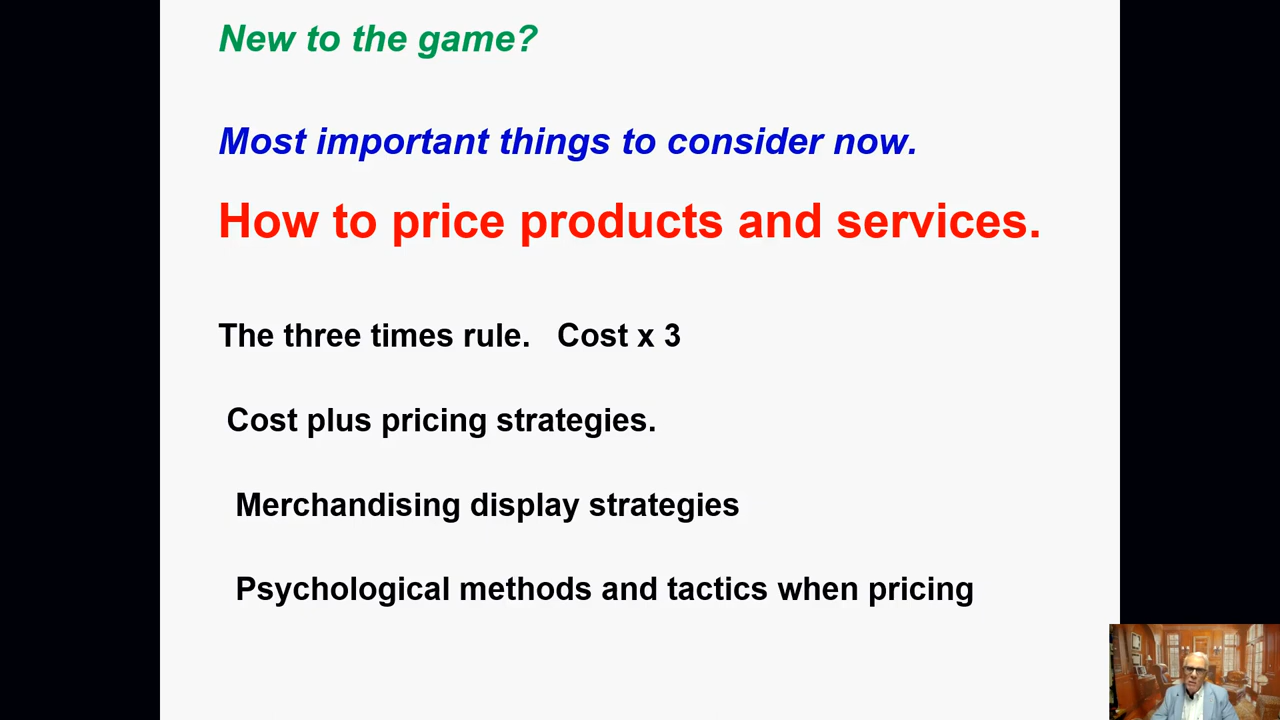 New to the game?
Most important things to consider now.
How to price products and services.
The three times rule. Cost x 3
Cost plus pricing strategies.
Merchandising display strategies
Psychological methods and tactics when pricing